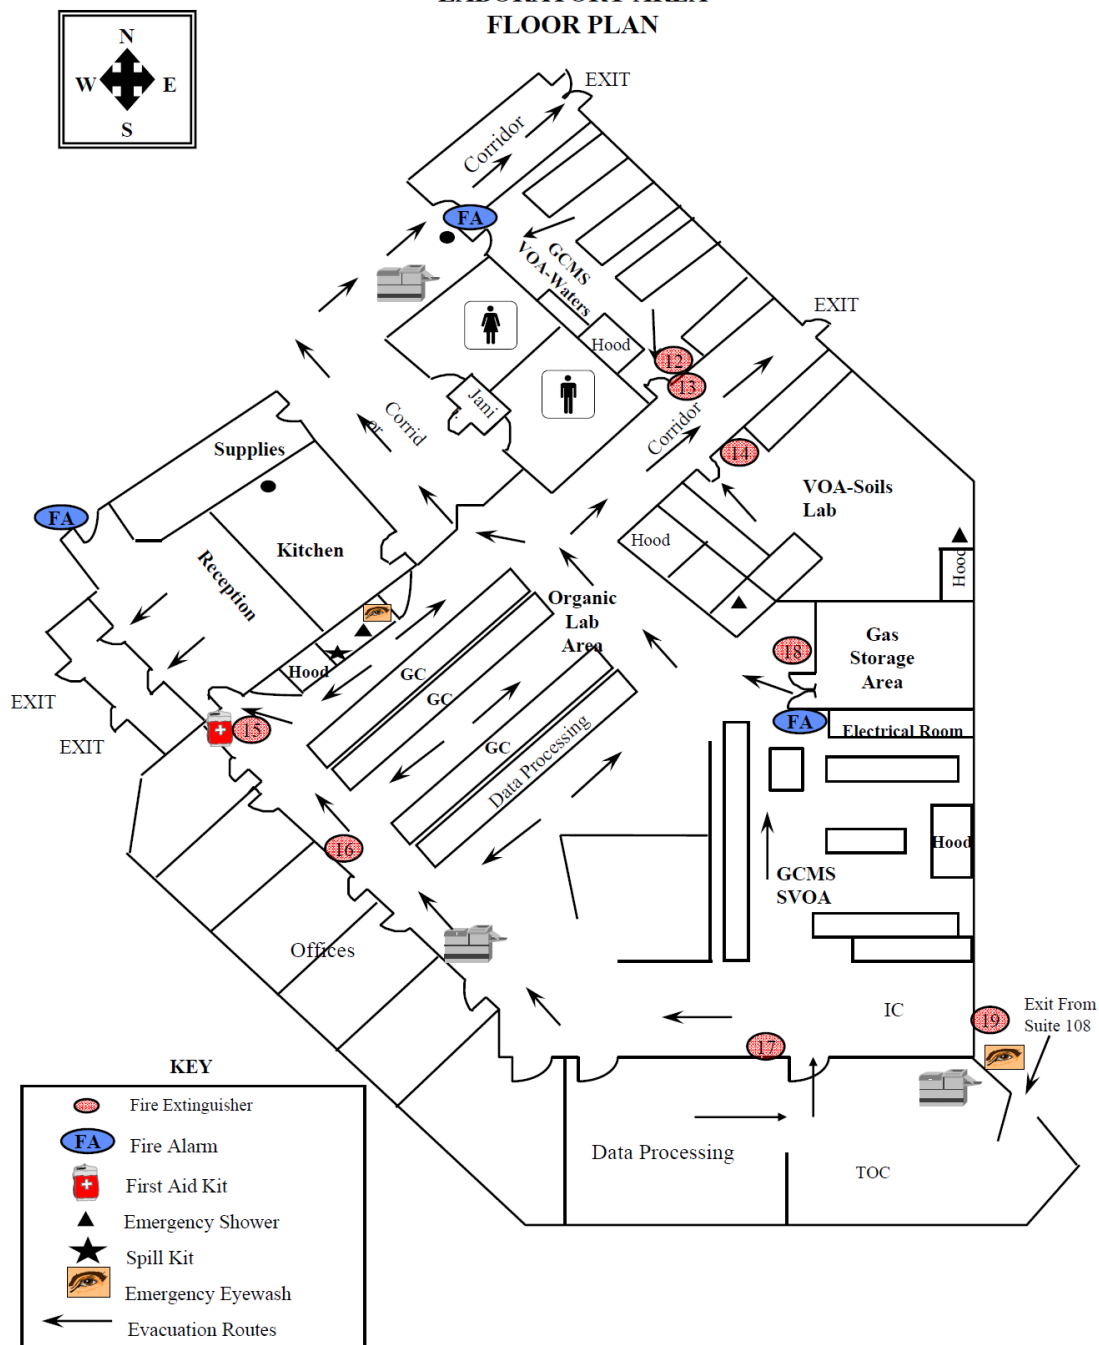 LABORATORY AREA
FLOOR PLAN
N
W E
S
EXIT
Corridor
FA
GCMS
VOA-Waters
EXIT
Hood
12
13
Jani
Corrid
or
Corridor
14
Supplies
VOA-Soils
Lab
FA
Hood
Kitchen
Hood
Reception
Organic
Lab
Area
Gas
Storage
Area
18
Hood
GC
GC
EXIT
15
FA
Electrical Room
EXIT
GC
Data Processing
16
Hood
GCMS
SVOA
Offices
IC
19
Exit From
Suite 108
17
KEY
Fire Extinguisher
FA
Fire Alarm
Data Processing
TOC
First Aid Kit
Emergency Shower
Spill Kit
Emergency Eyewash
Evacuation Routes